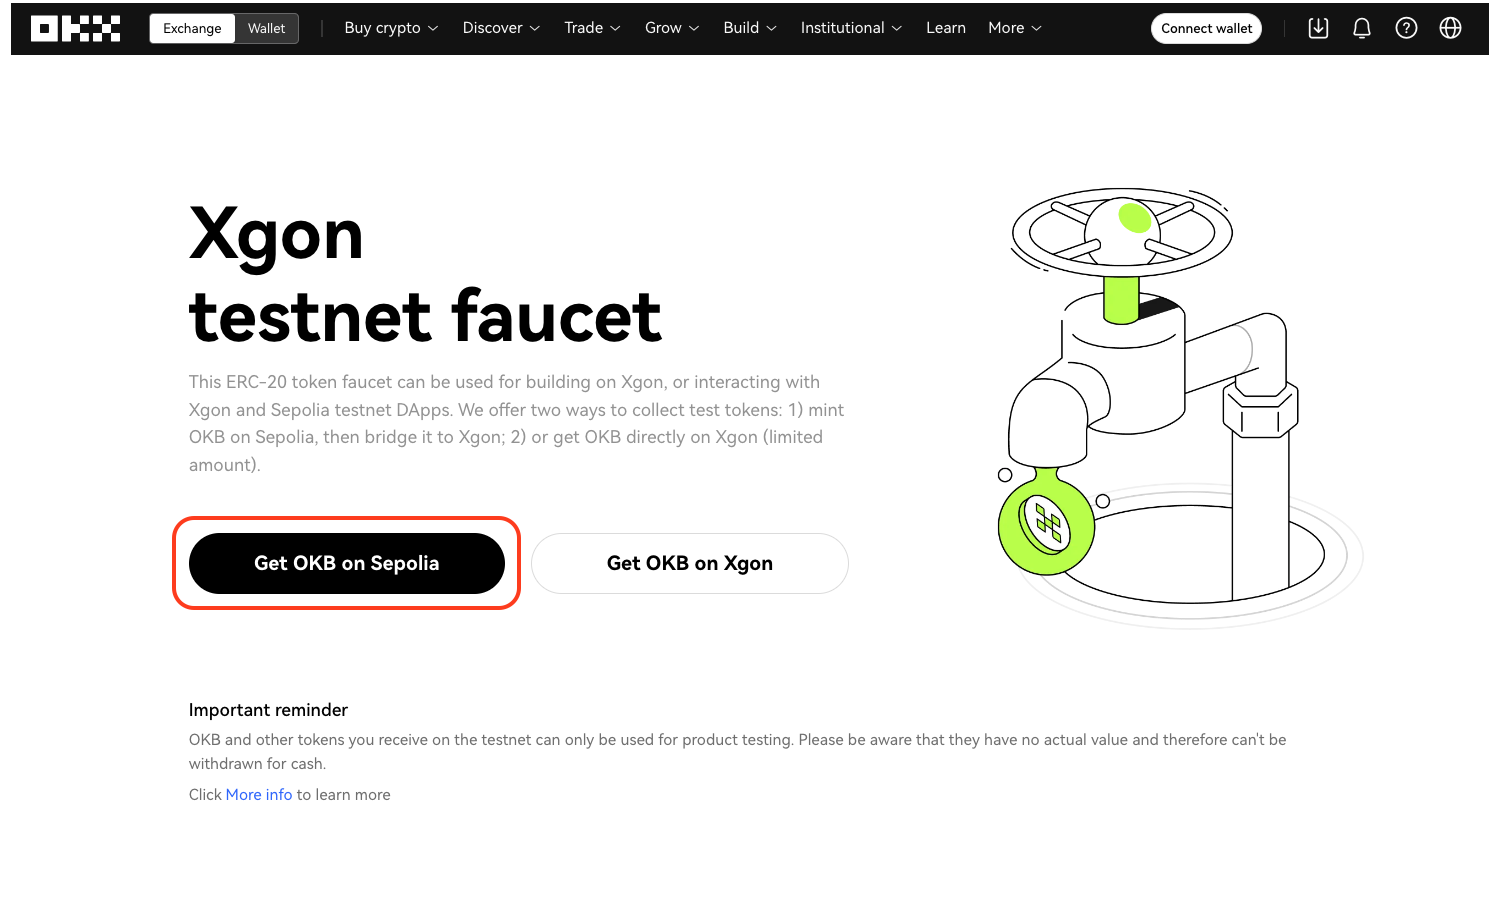 OKX Exchange Wallet Buy crypto Discover Trade Grow Build Institutional Learn More Connect wallet
Xgon
testnet faucet
This ERC-20 token faucet can be used for building on Xgon, or interacting with
Xgon and Sepolia testnet DApps. We offer two ways to collect test tokens: 1) mint
OKB on Sepolia, then bridge it to Xgon; 2) or get OKB directly on Xgon (limited
amount).
Get OKB on Sepolia Get OKB on Xgon
Important reminder
OKB and other tokens you receive on the testnet can only be used for product testing. Please be aware that they have no actual value and therefore can't be
withdrawn for cash.
Click More info to learn more